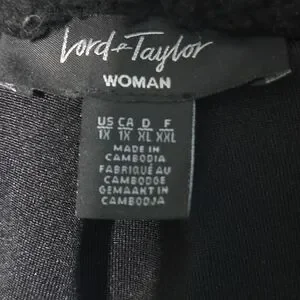 Lord & Taylor
WOMAN
US CA D F
1X 1X XL XXL
MADE IN
CAMBODIA
FABRIQUÉ AU
CAMBODGE
GEMAAKT IN
CAMBODJA